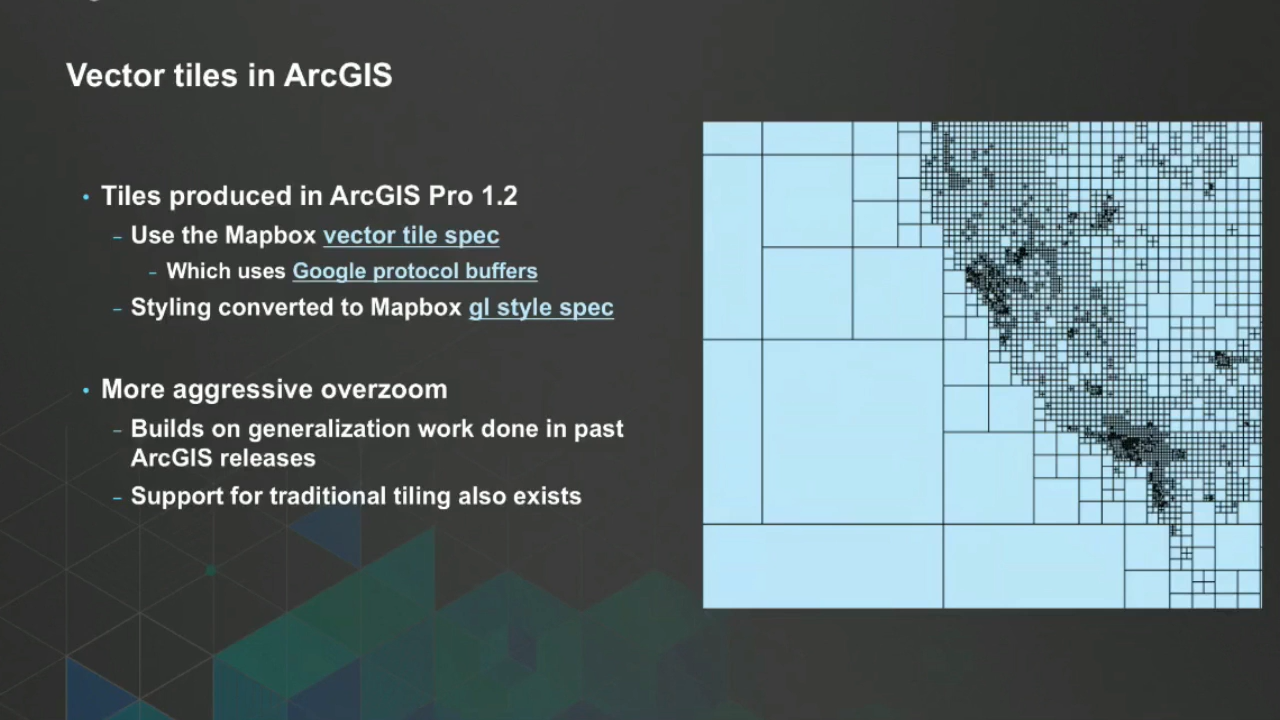 Vector tiles in ArcGIS
• Tiles produced in ArcGIS Pro 1.2
– Use the Mapbox vector tile spec
– Which uses Google protocol buffers
– Styling converted to Mapbox gl style spec
• More aggressive overzoom
– Builds on generalization work done in past
ArcGIS releases
– Support for traditional tiling also exists